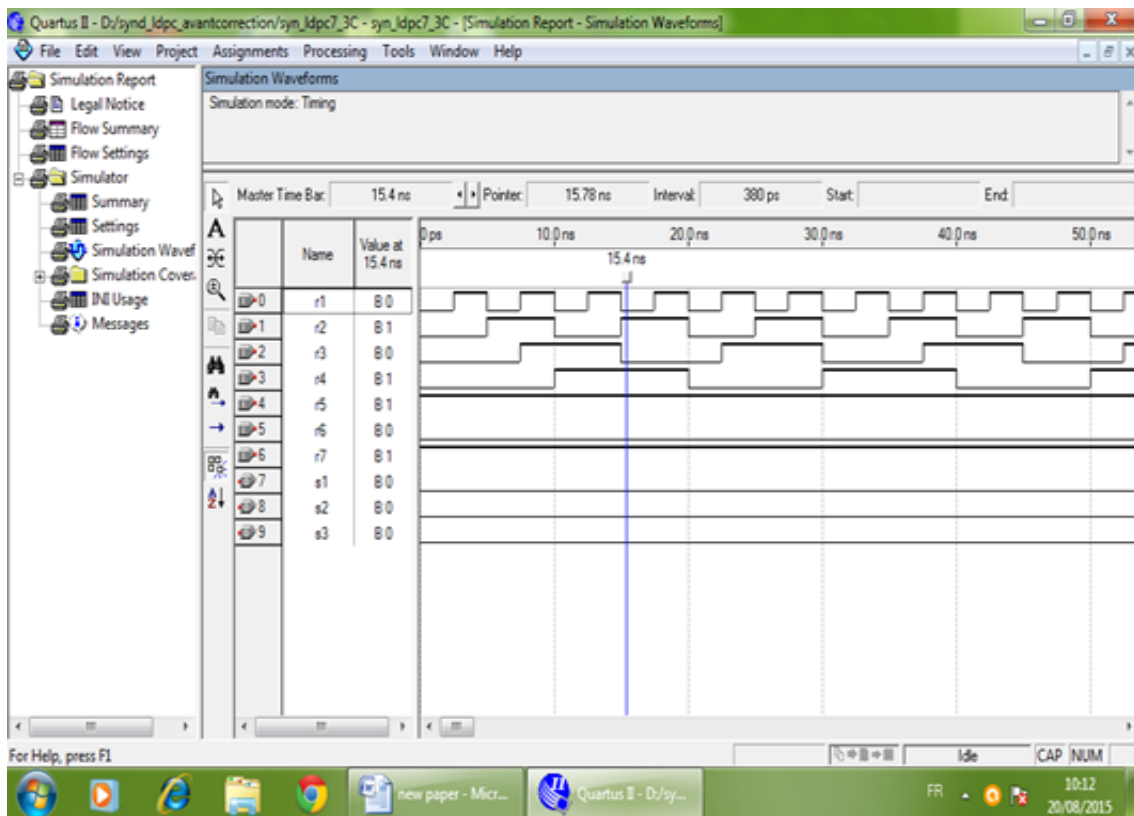 Quartus II - D:/synd_ldpc_avantcorrection/syn_ldpc7_3C - syn_ldpc7_3C - [Simulation Report - Simulation Waveforms]
File Edit View Project Assignments Processing Tools Window Help
Simulation Report
Legal Notice
Flow Summary
Flow Settings
Simulator
Summary
Settings
Simulation Wavef
Simulation Cover.
INI Usage
Messages
Simulation Waveforms
Simulation mode: Timing
Master Time Bar: 15.4 ns Pointer: 15.78 ns Interval: 380 ps Start: End:
Name Value at 15.4 ns 0 ps 10.0 ns 20.0 ns 30.0 ns 40.0 ns 50.0 ns
15.4 ns
0 r1 B 0
1 r2 B 1
2 r3 B 0
3 r4 B 1
4 r5 B 1
5 r6 B 0
6 r7 B 1
7 s1 B 0
8 s2 B 0
9 s3 B 0
For Help, press F1 Idle CAP NUM
new paper - Micr... Quartus II - D:/sy... FR 10:12
20/08/2015